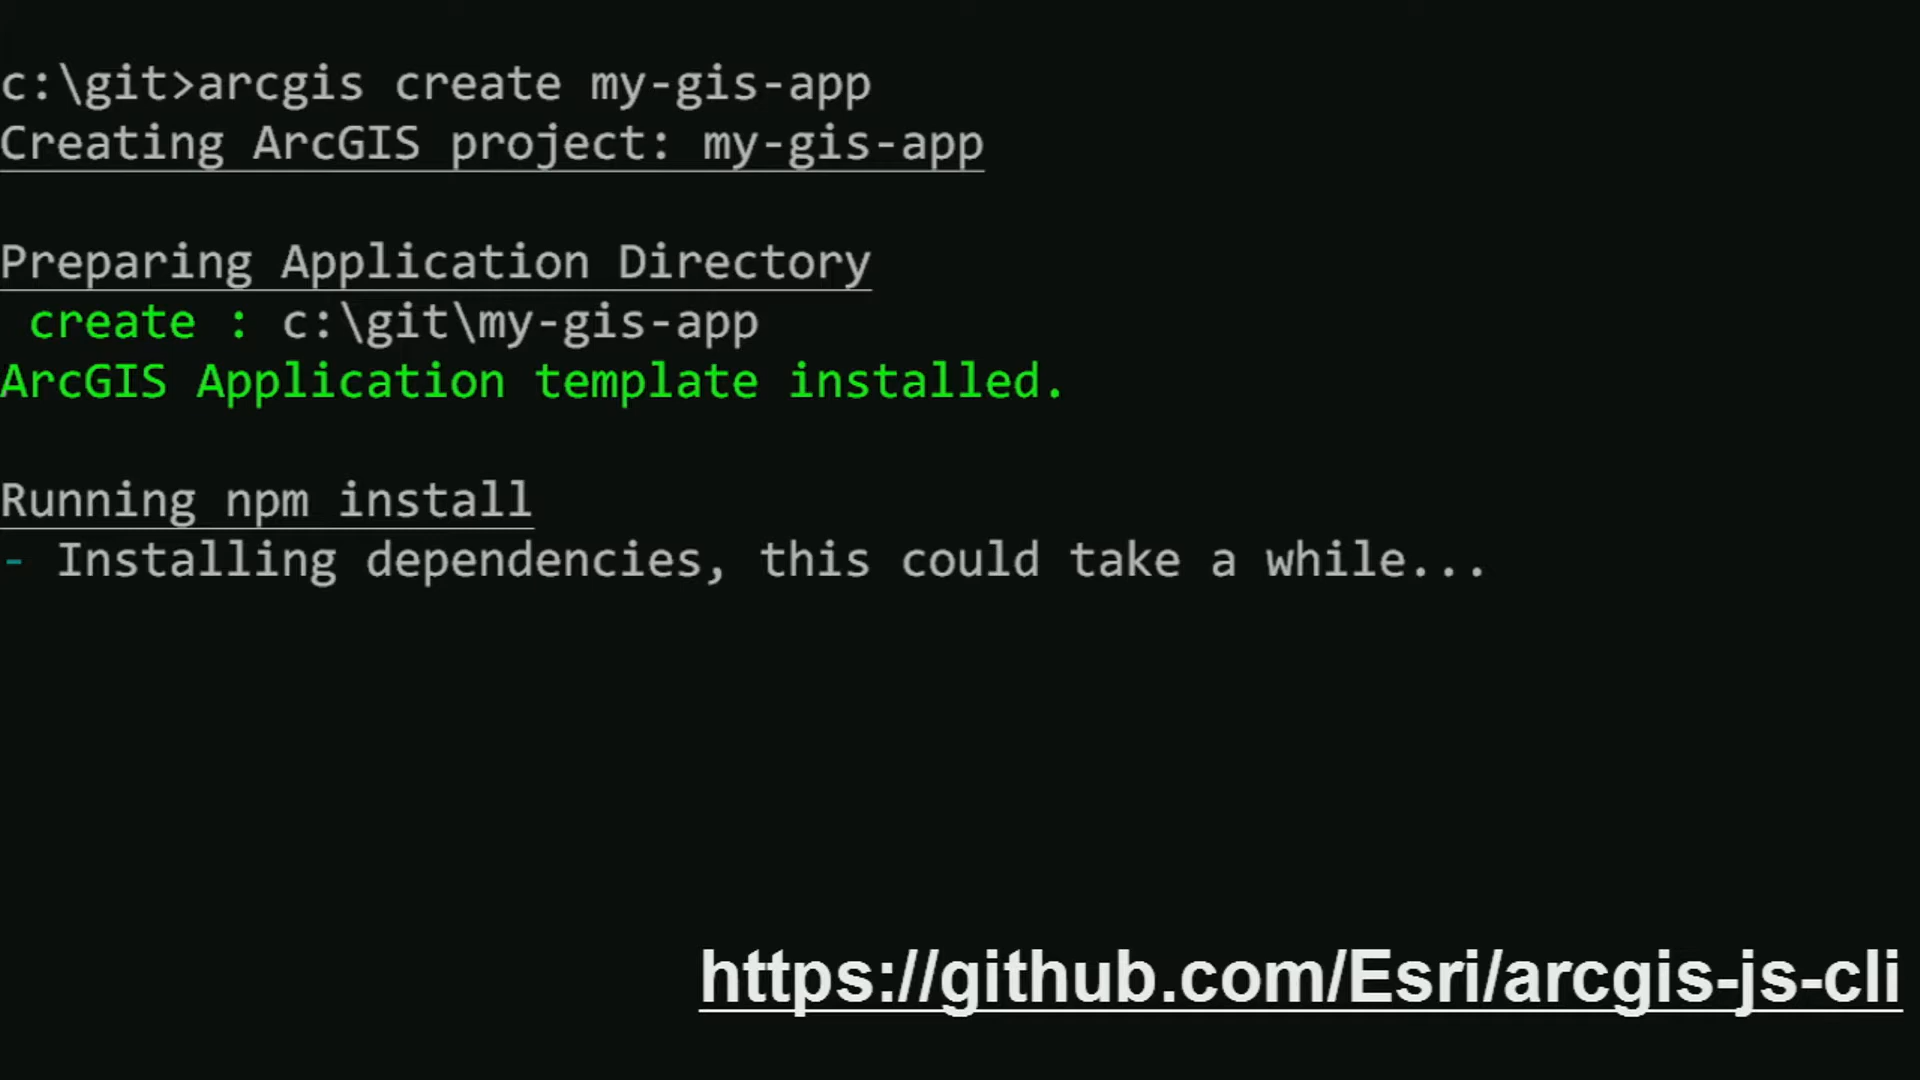 c:\git>arcgis create my-gis-app
Creating ArcGIS project: my-gis-app
Preparing Application Directory
create : c:\git\my-gis-app
ArcGIS Application template installed.
Running npm install
- Installing dependencies, this could take a while...
https://github.com/Esri/arcgis-js-cli